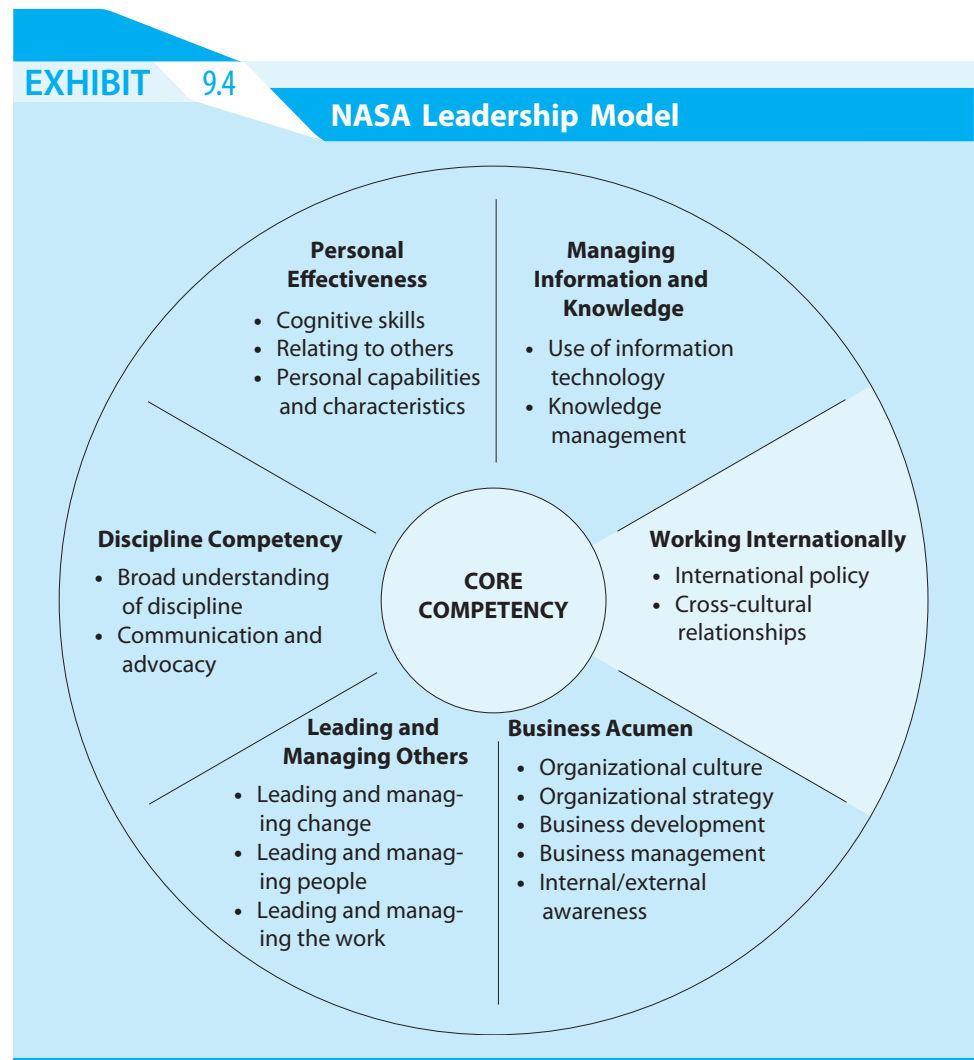 EXHIBIT 9.4
NASA Leadership Model
Personal
Effectiveness
• Cognitive skills
• Relating to others
• Personal capabilities
and characteristics
Managing
Information and
Knowledge
• Use of information
technology
• Knowledge
management
Discipline Competency
• Broad understanding
of discipline
• Communication and
advocacy
CORE
COMPETENCY
Working Internationally
• International policy
• Cross-cultural
relationships
Leading and
Managing Others
• Leading and manag-
ing change
• Leading and manag-
ing people
• Leading and manag-
ing the work
Business Acumen
• Organizational culture
• Organizational strategy
• Business development
• Business management
• Internal/external
awareness